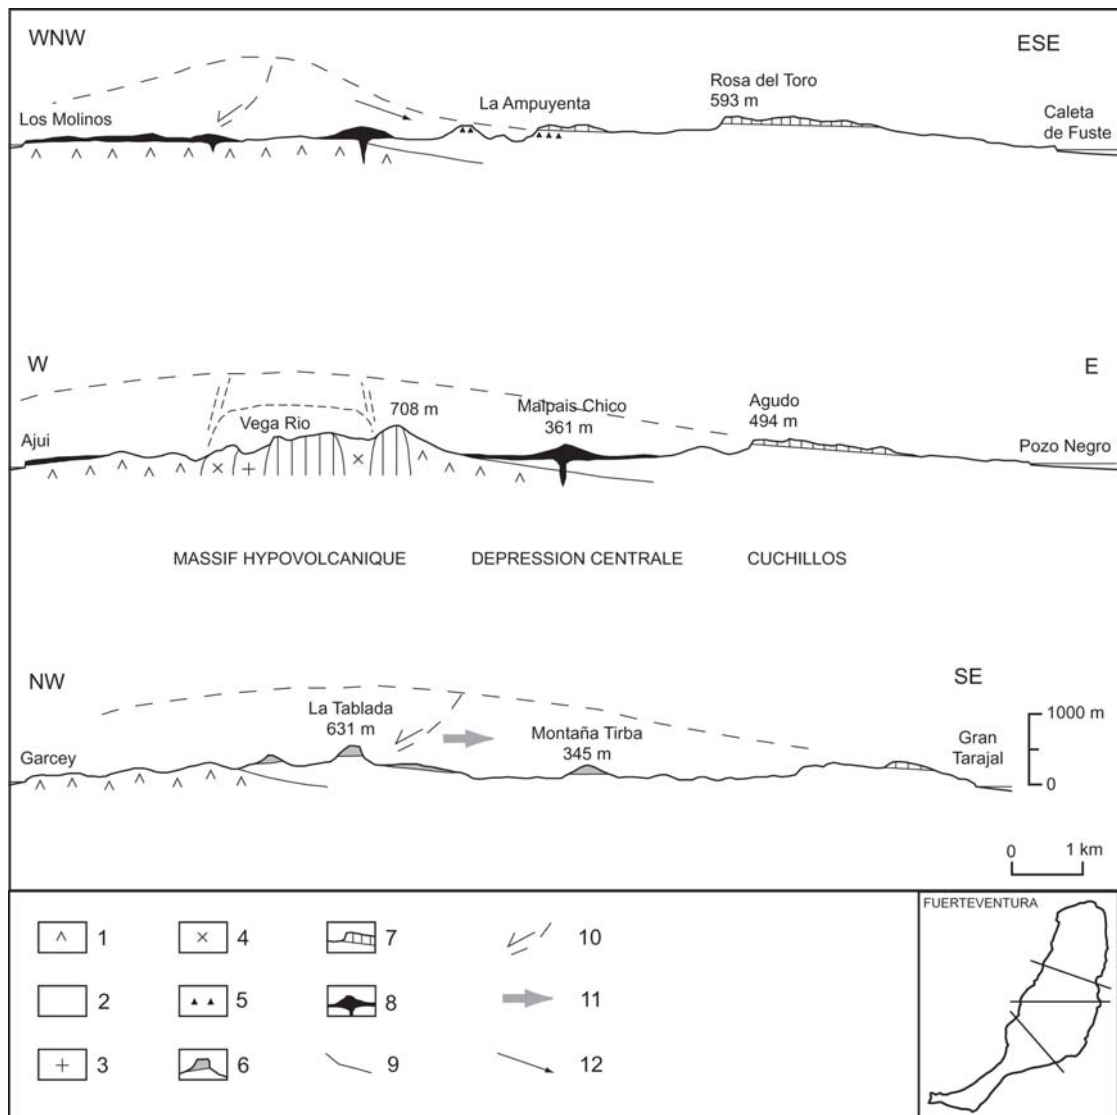 WNW
ESE
Rosa del Toro
593 m
La Ampuyenta
Los Molinos
Caleta
de Fuste
W
E
708 m
Malpais Chico
361 m
Agudo
494 m
Vega Rio
Ajui
Pozo Negro
MASSIF HYPOVOLCANIQUE
DEPRESSION CENTRALE
CUCHILLOS
NW
SE
La Tablada
631 m
Montaña Tirba
345 m
Garcey
Gran
Tarajal
1000 m
0
0 1 km
1
4
7
10
2
5
8
11
3
6
9
12
FUERTEVENTURA